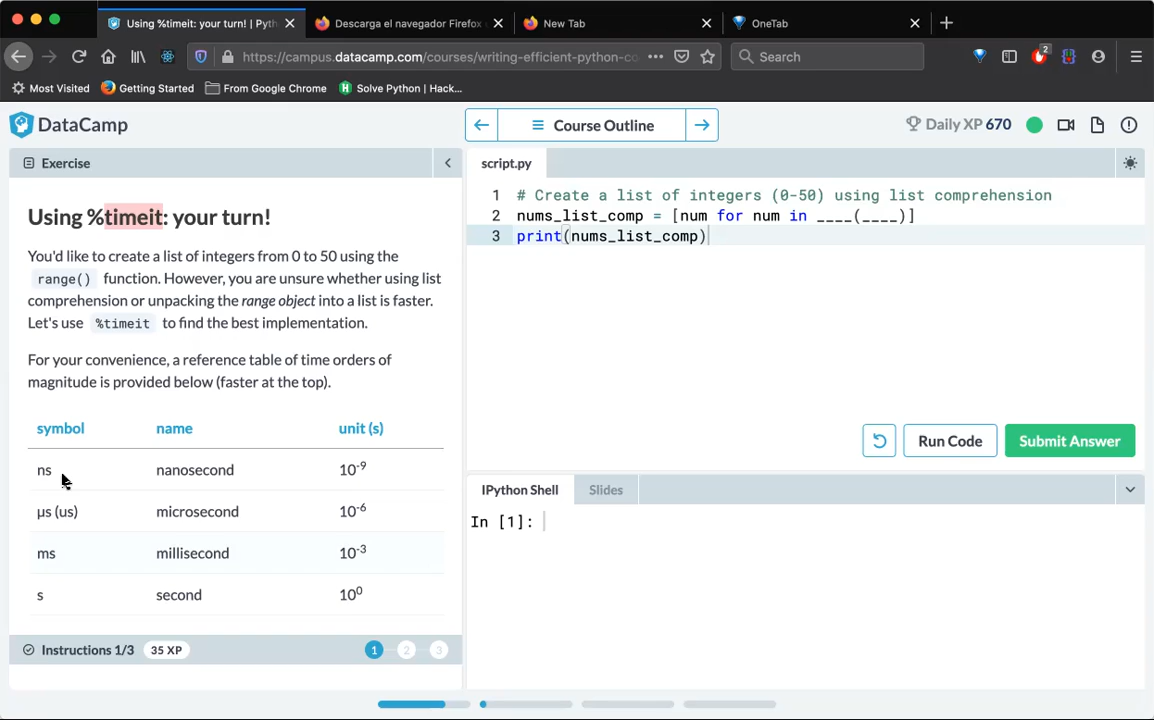 Using %timeit: your turn! | Pyth
Descarga el navegador Firefox
New Tab
OneTab
https://campus.datacamp.com/courses/writing-efficient-python-co
Search
2
Most Visited
Getting Started
From Google Chrome
Solve Python | Hack...
DataCamp
Course Outline
Daily XP 670
Exercise
script.py
Using %timeit: your turn!
You'd like to create a list of integers from 0 to 50 using the
range() function. However, you are unsure whether using list
comprehension or unpacking the range object into a list is faster.
Let's use %timeit to find the best implementation.
For your convenience, a reference table of time orders of
magnitude is provided below (faster at the top).
symbol name unit (s)
ns nanosecond 10⁻⁹
µs (us) microsecond 10⁻⁶
ms millisecond 10⁻³
s second 10⁰
Instructions 1/3 35 XP 1 2 3
1 # Create a list of integers (0-50) using list comprehension
2 nums_list_comp = [num for num in ____(____)]
3 print(nums_list_comp)
Run Code
Submit Answer
IPython Shell
Slides
In [1]: